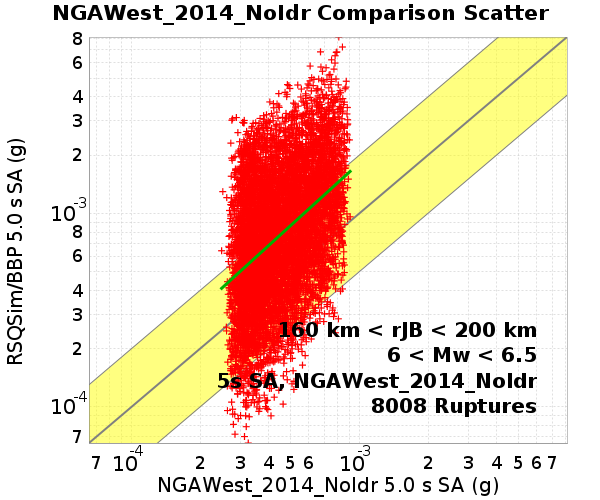 NGAWest_2014_NoIdr Comparison Scatter
RSQSim/BBP 5.0 s SA (g)
8
6
4
3
2
10-3
8
6
4
3
2
10-4
7
160 km < rJB < 200 km
6 < Mw < 6.5
5s SA, NGAWest_2014_NoIdr
8008 Ruptures
7 10-4 2 3 4 5 6 10-3 2 3 4 5 6 7
NGAWest_2014_NoIdr 5.0 s SA (g)